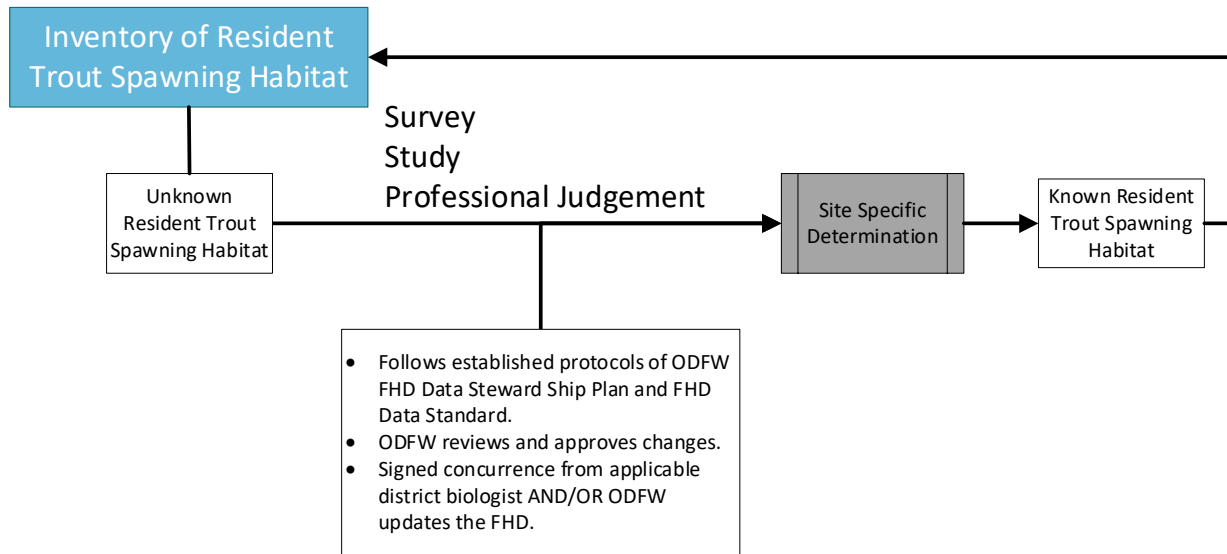 Inventory of Resident
Trout Spawning Habitat
Survey
Study
Professional Judgement
Unknown
Resident Trout
Spawning Habitat
Site Specific
Determination
Known Resident
Trout Spawning
Habitat
• Follows established protocols of ODFW
FHD Data Steward Ship Plan and FHD
Data Standard.
• ODFW reviews and approves changes.
• Signed concurrence from applicable
district biologist AND/OR ODFW
updates the FHD.